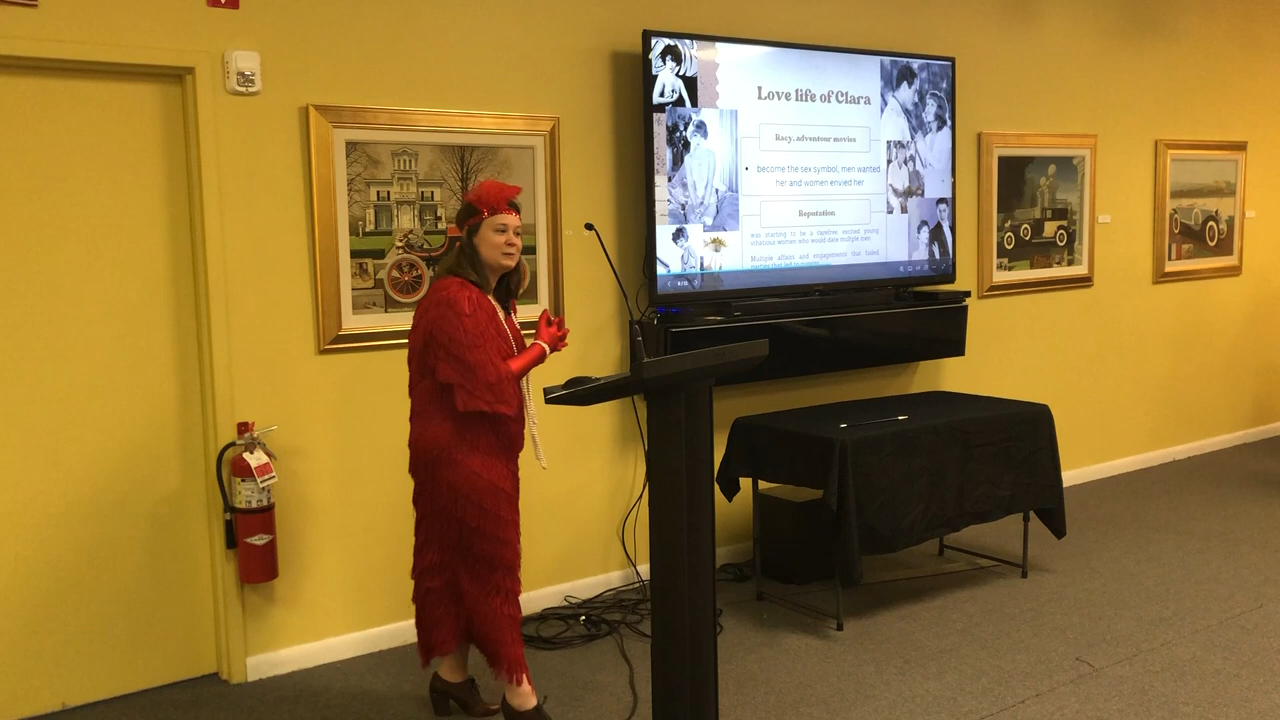 Love life of Clara
Racy, adventour movies
• become the sex symbol, men wanted
her and women envied her
Reputation
was starting to be a carefree, excited young
vitiatious women who would date multiple men
Multiple affairs and engagements that failed